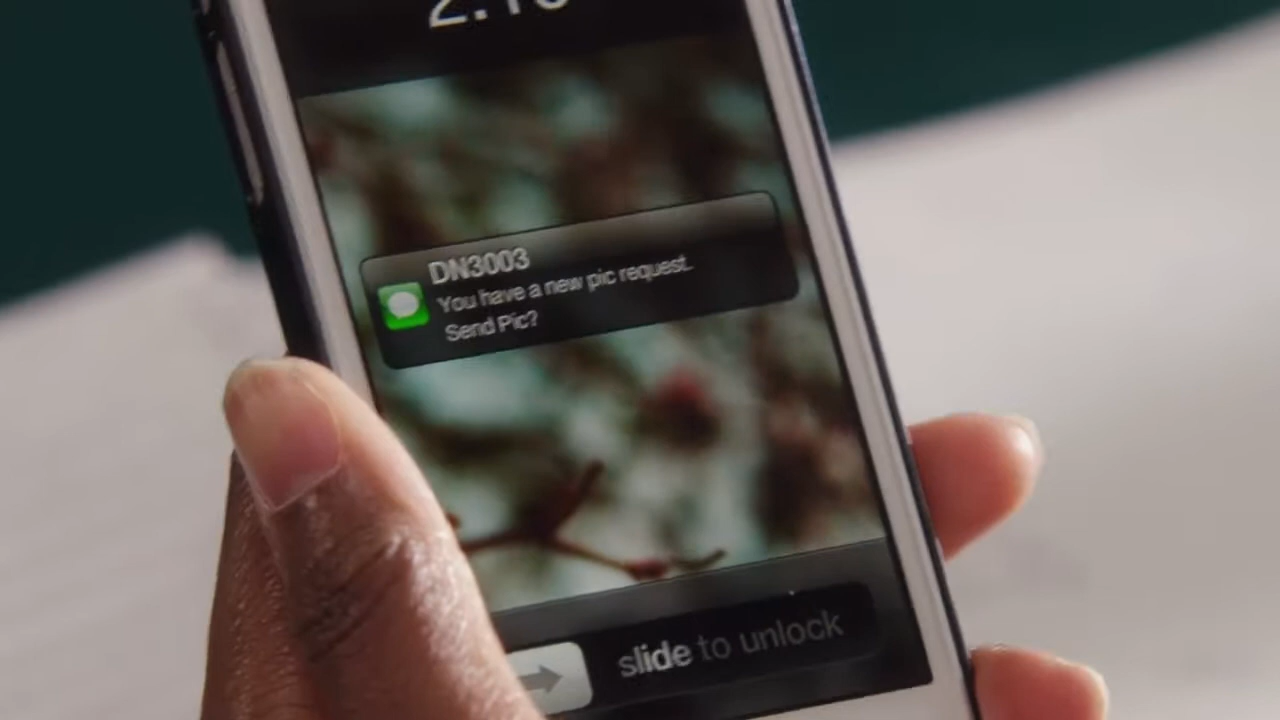 DN3003
You have a new pic request.
Send Pic?
slide to unlock